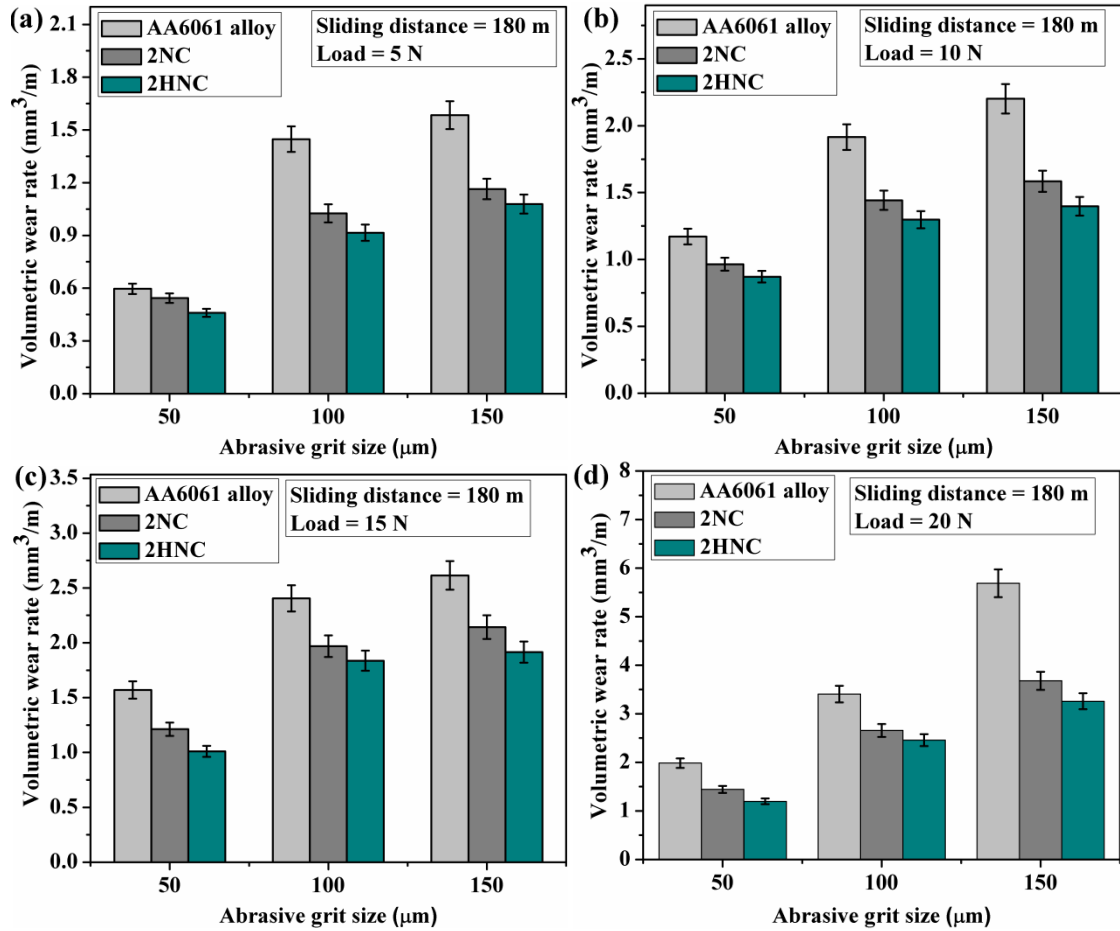 (a)
AA6061 alloy
2NC
2HNC
Sliding distance = 180 m
Load = 5 N
Volumetric wear rate (mm³/m)
2.1
1.8
1.5
1.2
0.9
0.6
0.3
0.0
50 100 150
Abrasive grit size (μm)
(b)
AA6061 alloy
2NC
2HNC
Sliding distance = 180 m
Load = 10 N
Volumetric wear rate (mm³/m)
2.5
2.0
1.5
1.0
0.5
0.0
50 100 150
Abrasive grit size (μm)
(c)
AA6061 alloy
2NC
2HNC
Sliding distance = 180 m
Load = 15 N
Volumetric wear rate (mm³/m)
3.5
3.0
2.5
2.0
1.5
1.0
0.5
0.0
50 100 150
Abrasive grit size (μm)
(d)
AA6061 alloy
2NC
2HNC
Sliding distance = 180 m
Load = 20 N
Volumetric wear rate (mm³/m)
8
7
6
5
4
3
2
1
0
50 100 150
Abrasive grit size (μm)